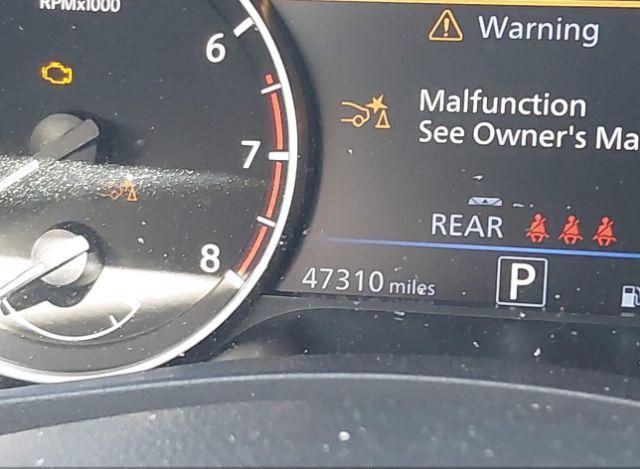 RPMx1000
6
7
8
Warning
Malfunction
See Owner's Ma
REAR
47310 miles
P